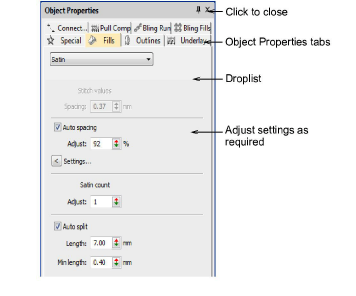 Object Properties
Click to close
Connect... Pull Comp Bling Run Bling Fills
Special Fills Outlines Underlay
Object Properties tabs
Satin
Droplist
Stitch values
Spacing: 0.37 mm
Auto spacing
Adjust settings as
required
Adjust: 92 %
< Settings...
Satin count
Adjust: 1
Auto split
Length: 7.00 mm
Min length: 0.40 mm